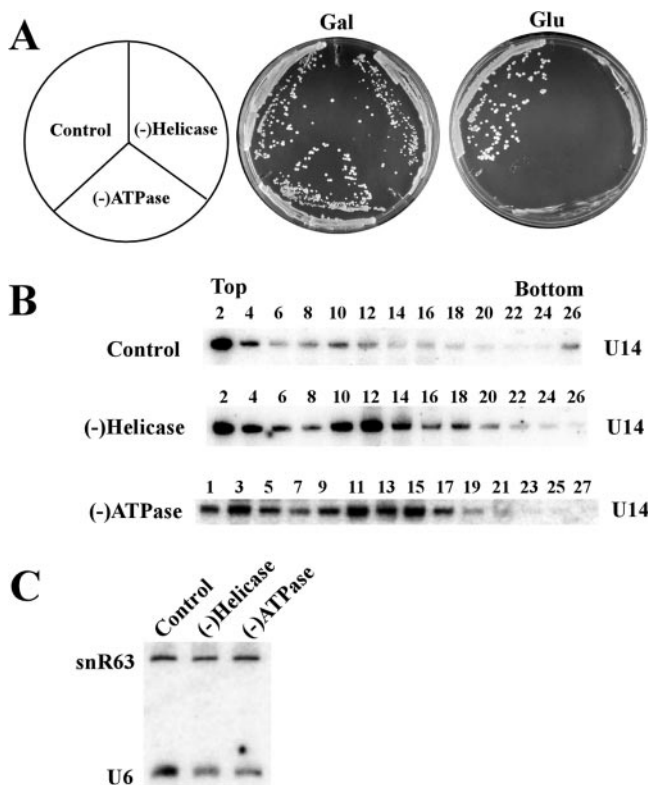 A
Gal
Glu
Control
(-)Helicase
(-)ATPase
B
Top
Bottom
2 4 6 8 10 12 14 16 18 20 22 24 26
Control
U14
2 4 6 8 10 12 14 16 18 20 22 24 26
(-)Helicase
U14
1 3 5 7 9 11 13 15 17 19 21 23 25 27
(-)ATPase
U14
C
Control
(-)Helicase
(-)ATPase
snR63
U6